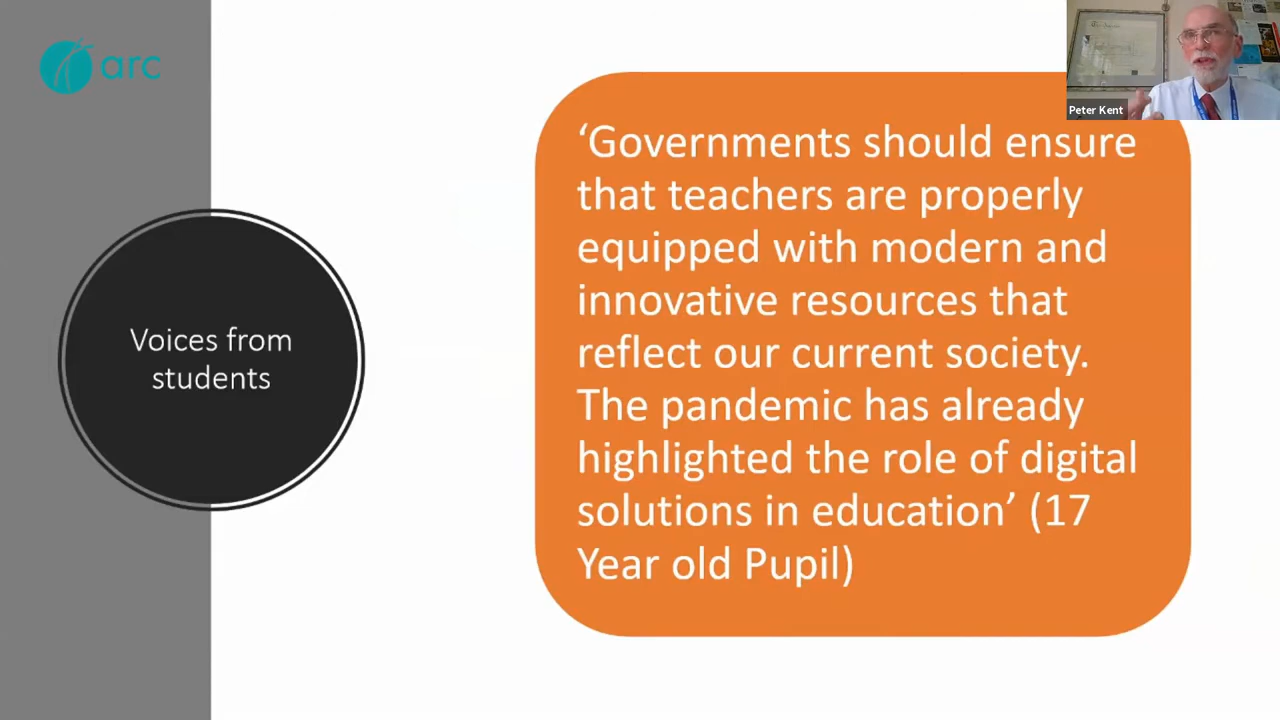 arc
Peter Kent
Voices from
students
‘Governments should ensure
that teachers are properly
equipped with modern and
innovative resources that
reflect our current society.
The pandemic has already
highlighted the role of digital
solutions in education’ (17
Year old Pupil)